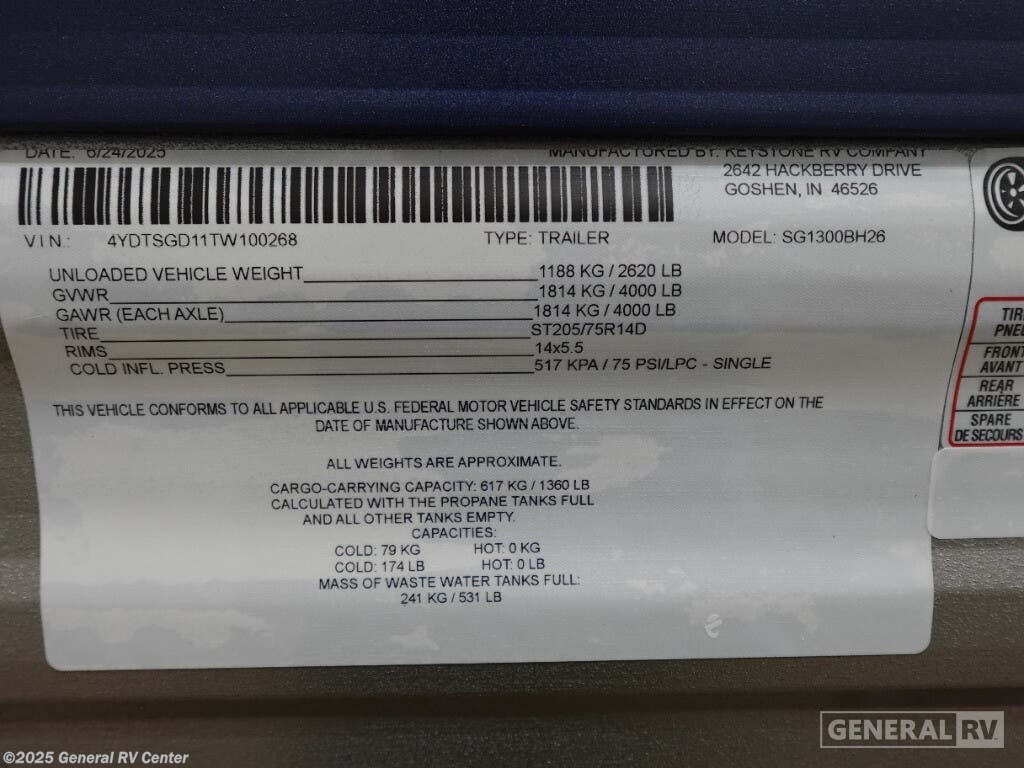 DATE: 6/24/2025 MANUFACTURED BY: KEYSTONE RV COMPANY
2642 HACKBERRY DRIVE
GOSHEN, IN 46526
VIN.: 4YDTSGD11TW100268 TYPE: TRAILER MODEL: SG1300BH26
UNLOADED VEHICLE WEIGHT 1188 KG / 2620 LB
GVWR 1814 KG / 4000 LB
GAWR (EACH AXLE) 1814 KG / 4000 LB
TIRE ST205/75R14D
RIMS 14x5.5
COLD INFL. PRESS 517 KPA / 75 PSI/LPC - SINGLE
THIS VEHICLE CONFORMS TO ALL APPLICABLE U.S. FEDERAL MOTOR VEHICLE SAFETY STANDARDS IN EFFECT ON THE
DATE OF MANUFACTURE SHOWN ABOVE.
ALL WEIGHTS ARE APPROXIMATE.
CARGO-CARRYING CAPACITY: 617 KG / 1360 LB
CALCULATED WITH THE PROPANE TANKS FULL
AND ALL OTHER TANKS EMPTY.
CAPACITIES:
COLD: 79 KG HOT: 0 KG
COLD: 174 LB HOT: 0 LB
MASS OF WASTE WATER TANKS FULL:
241 KG / 531 LB
FRONT
AVANT
REAR
ARRIÈRE
SPARE
DE SECOURS
GENERAL RV
©2025 General RV Center